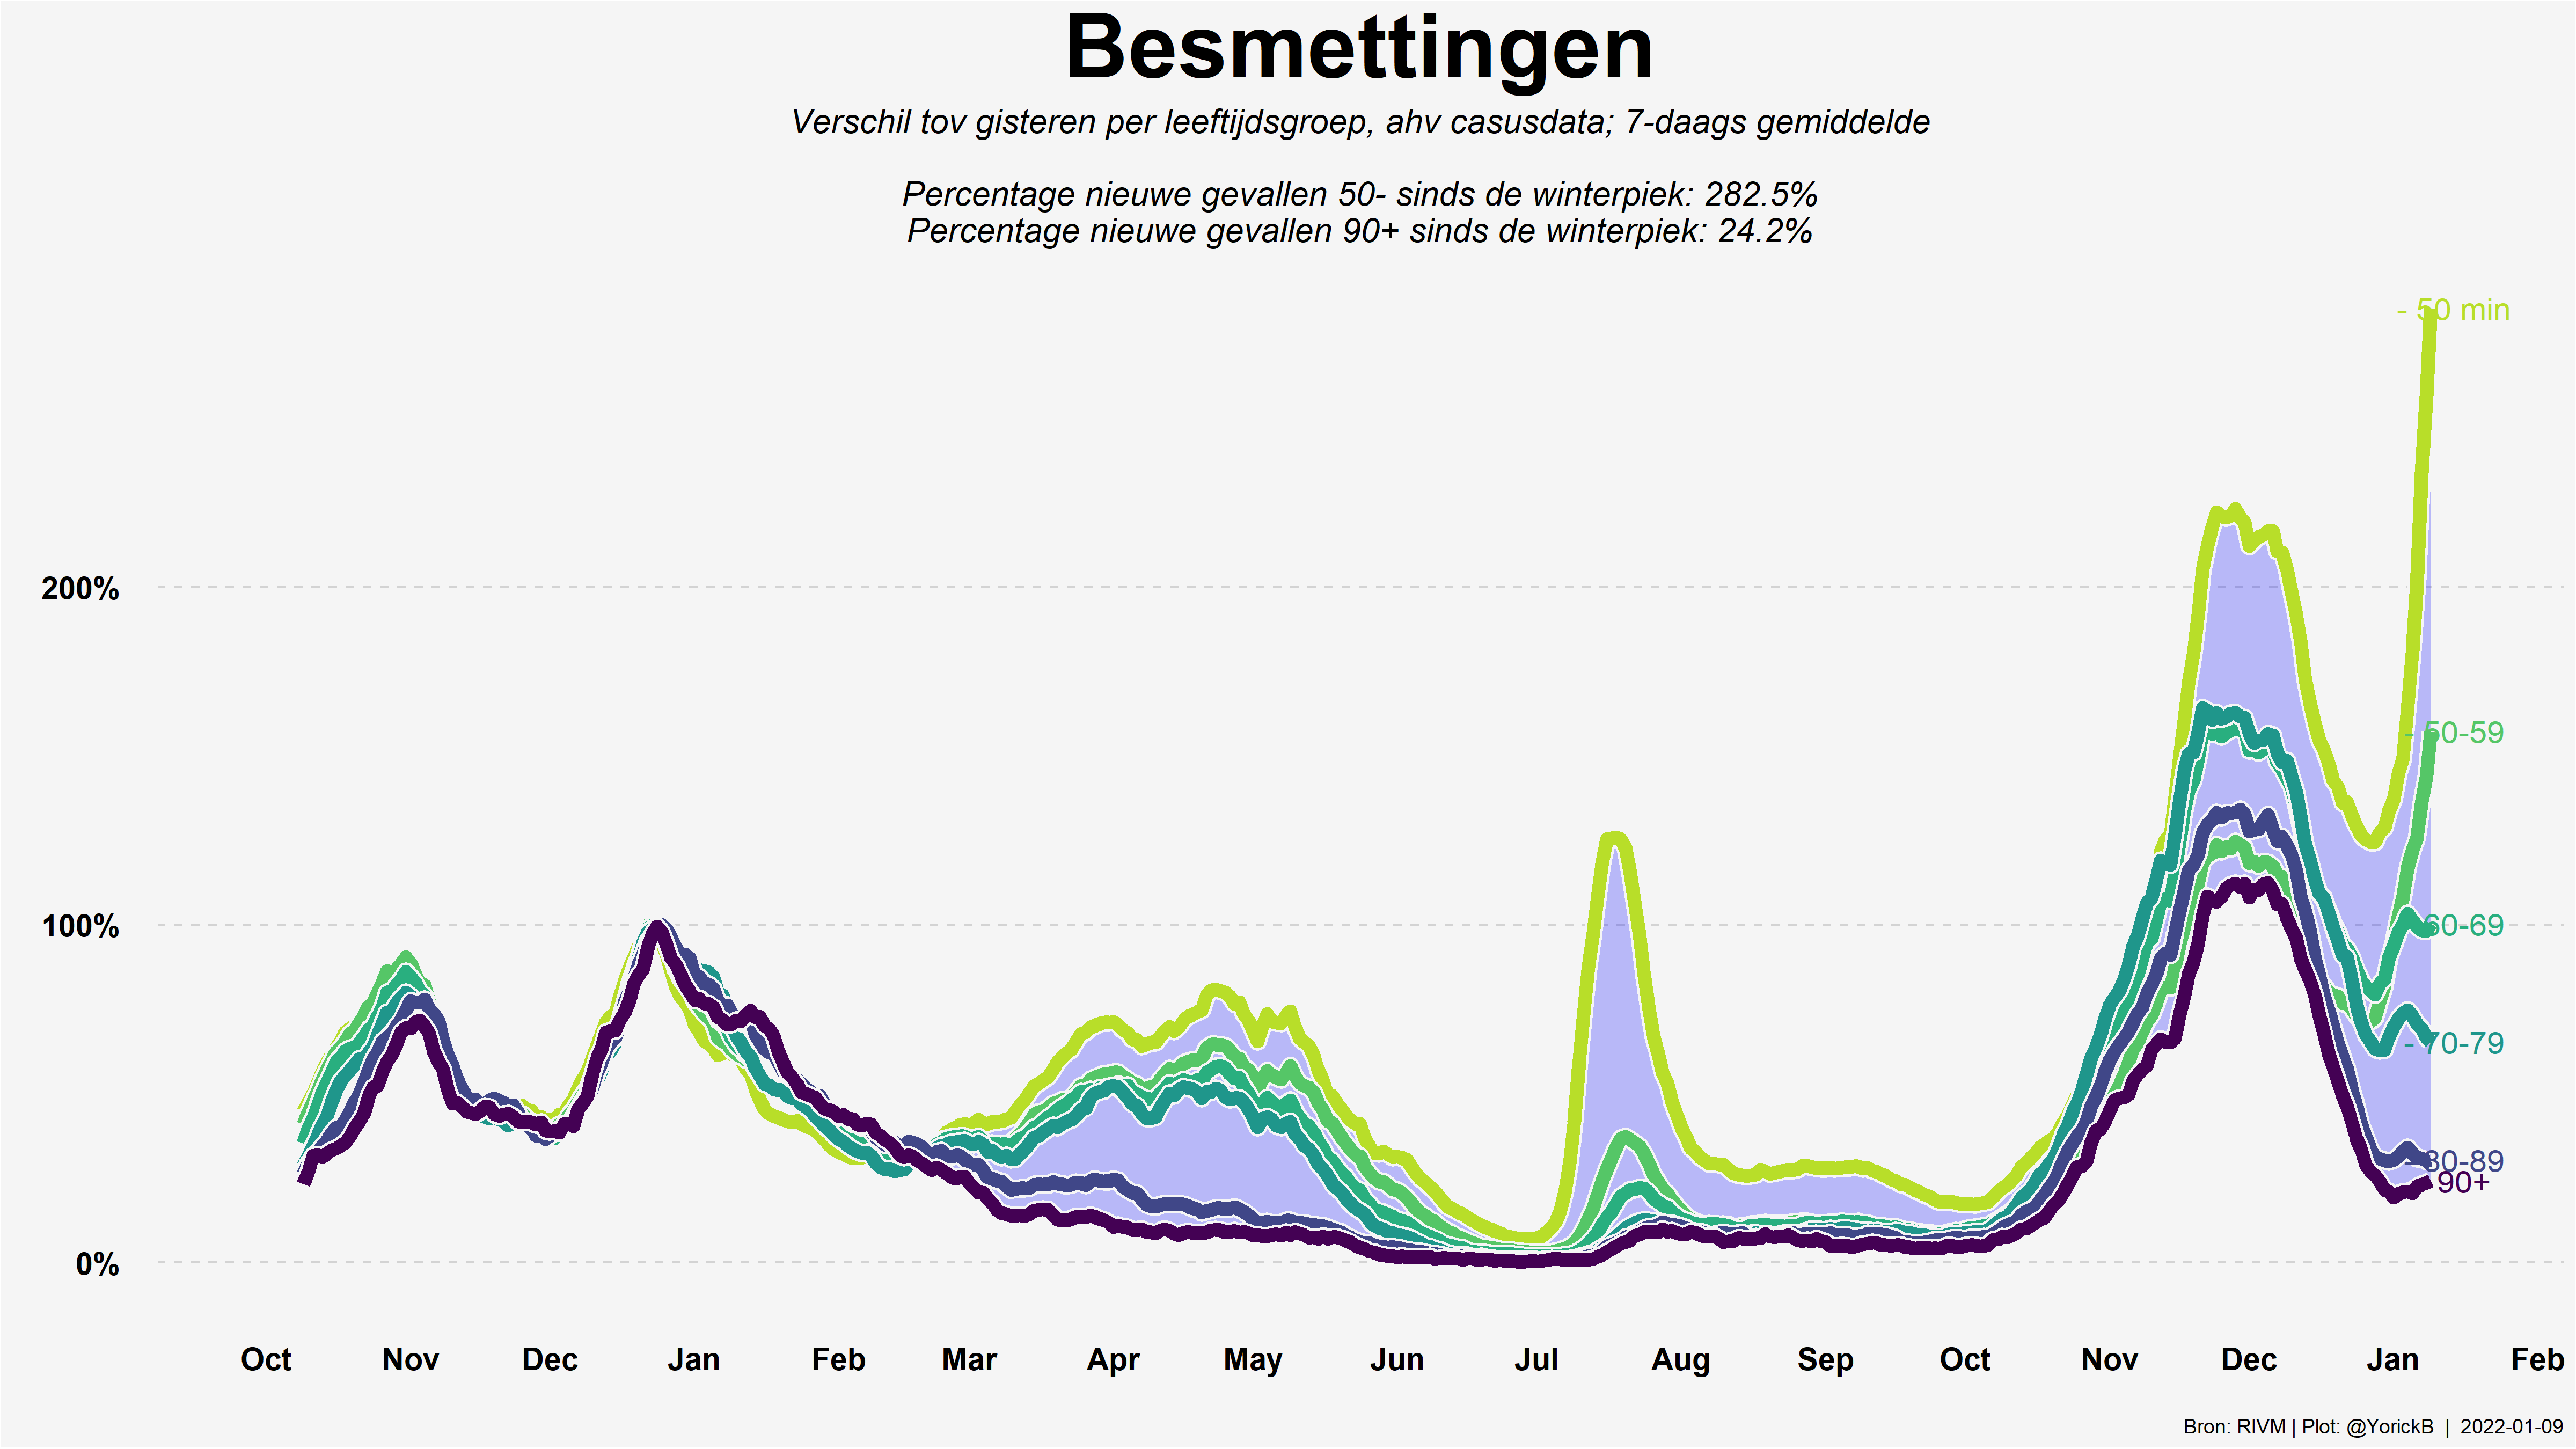 Besmettingen
Verschil tov gisteren per leeftijdsgroep, ahv casusdata; 7-daags gemiddelde
Percentage nieuwe gevallen 50- sinds de winterpiek: 282.5%
Percentage nieuwe gevallen 90+ sinds de winterpiek: 24.2%
- 50 min
200%
- 50-59
100%
- 60-69
- 70-79
- 80-89
90+
0%
Oct Nov Dec Jan Feb Mar Apr May Jun Jul Aug Sep Oct Nov Dec Jan Feb
Bron: RIVM | Plot: @YorickB | 2022-01-09